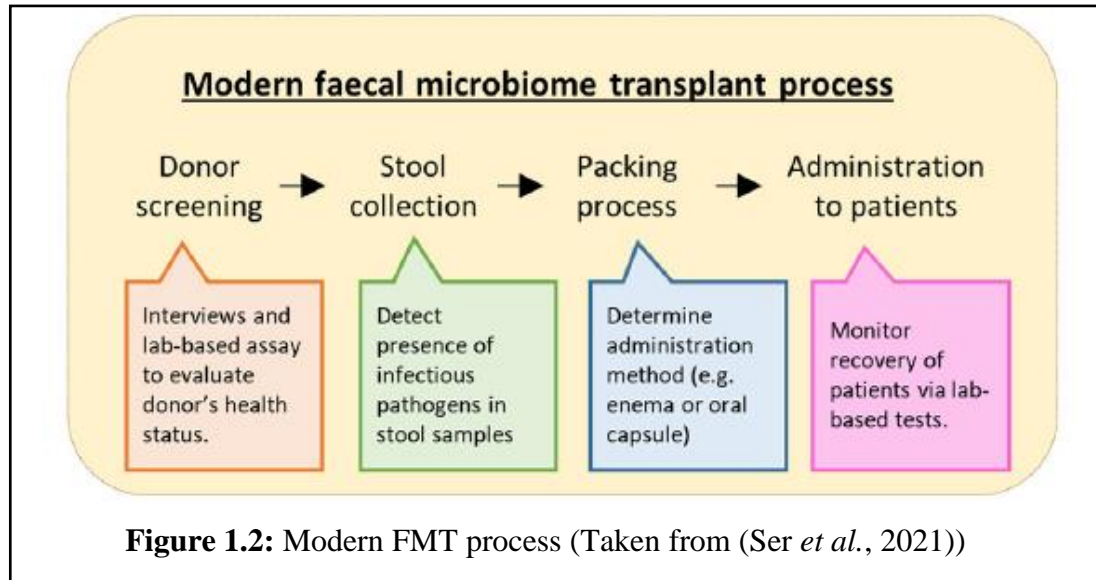 Modern faecal microbiome transplant process
Donor
screening
Stool
collection
Packing
process
Administration
to patients
Interviews and
lab-based assay
to evaluate
donor's health
status.
Detect
presence of
infectious
pathogens in
stool samples
Determine
administration
method (e.g.
enema or oral
capsule)
Monitor
recovery of
patients via lab-
based tests.
Figure 1.2: Modern FMT process (Taken from (Ser et al., 2021))